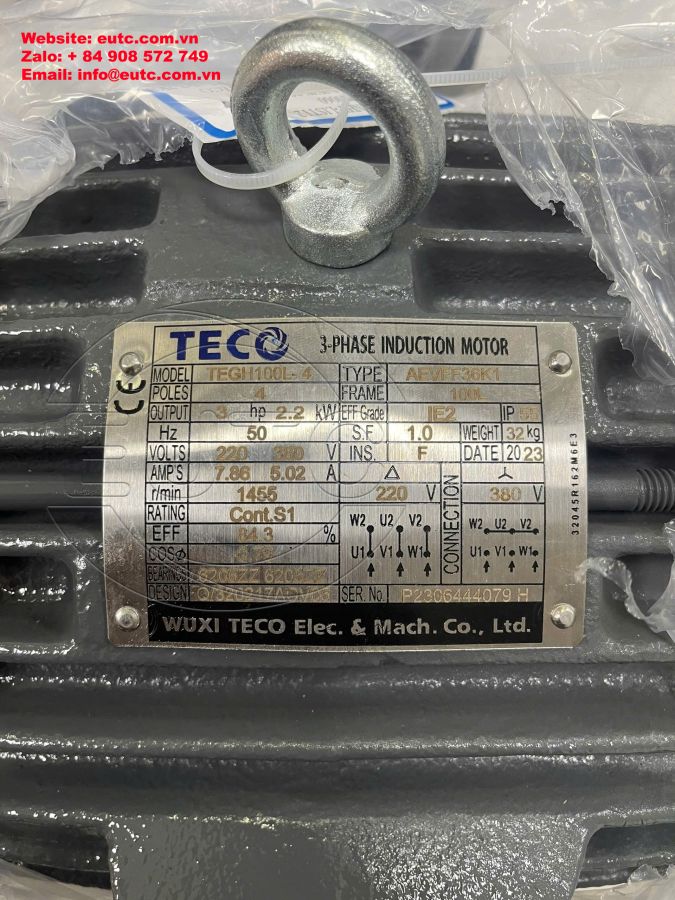 Website: eutc.com.vn
Zalo: + 84 908 572 749
Email: info@eutc.com.vn
TECO 3-PHASE INDUCTION MOTOR
CE
MODEL TEGH100L-4 TYPE AEVFF36K1
POLES 4 FRAME 100L
OUTPUT 3 hp 2.2 kW EFF Grade IE2 IP 55
Hz 50 S.F 1.0 WEIGHT 32 kg
VOLTS 220 380 V INS. F DATE 20 23
AMP'S 7.86 5.02 A △ 人
r/min 1455 220 V 380 V
RATING Cont.S1 CONNECTION
EFF 84.3 % W2 U2 V2 W2 U2 V2
COSϕ U1 V1 W1 U1 V1 W1
BEARINGS
DESIGN SER. No. P2306444079 H
WUXI TECO Elec. & Mach. Co., Ltd.
32045R162M6E3